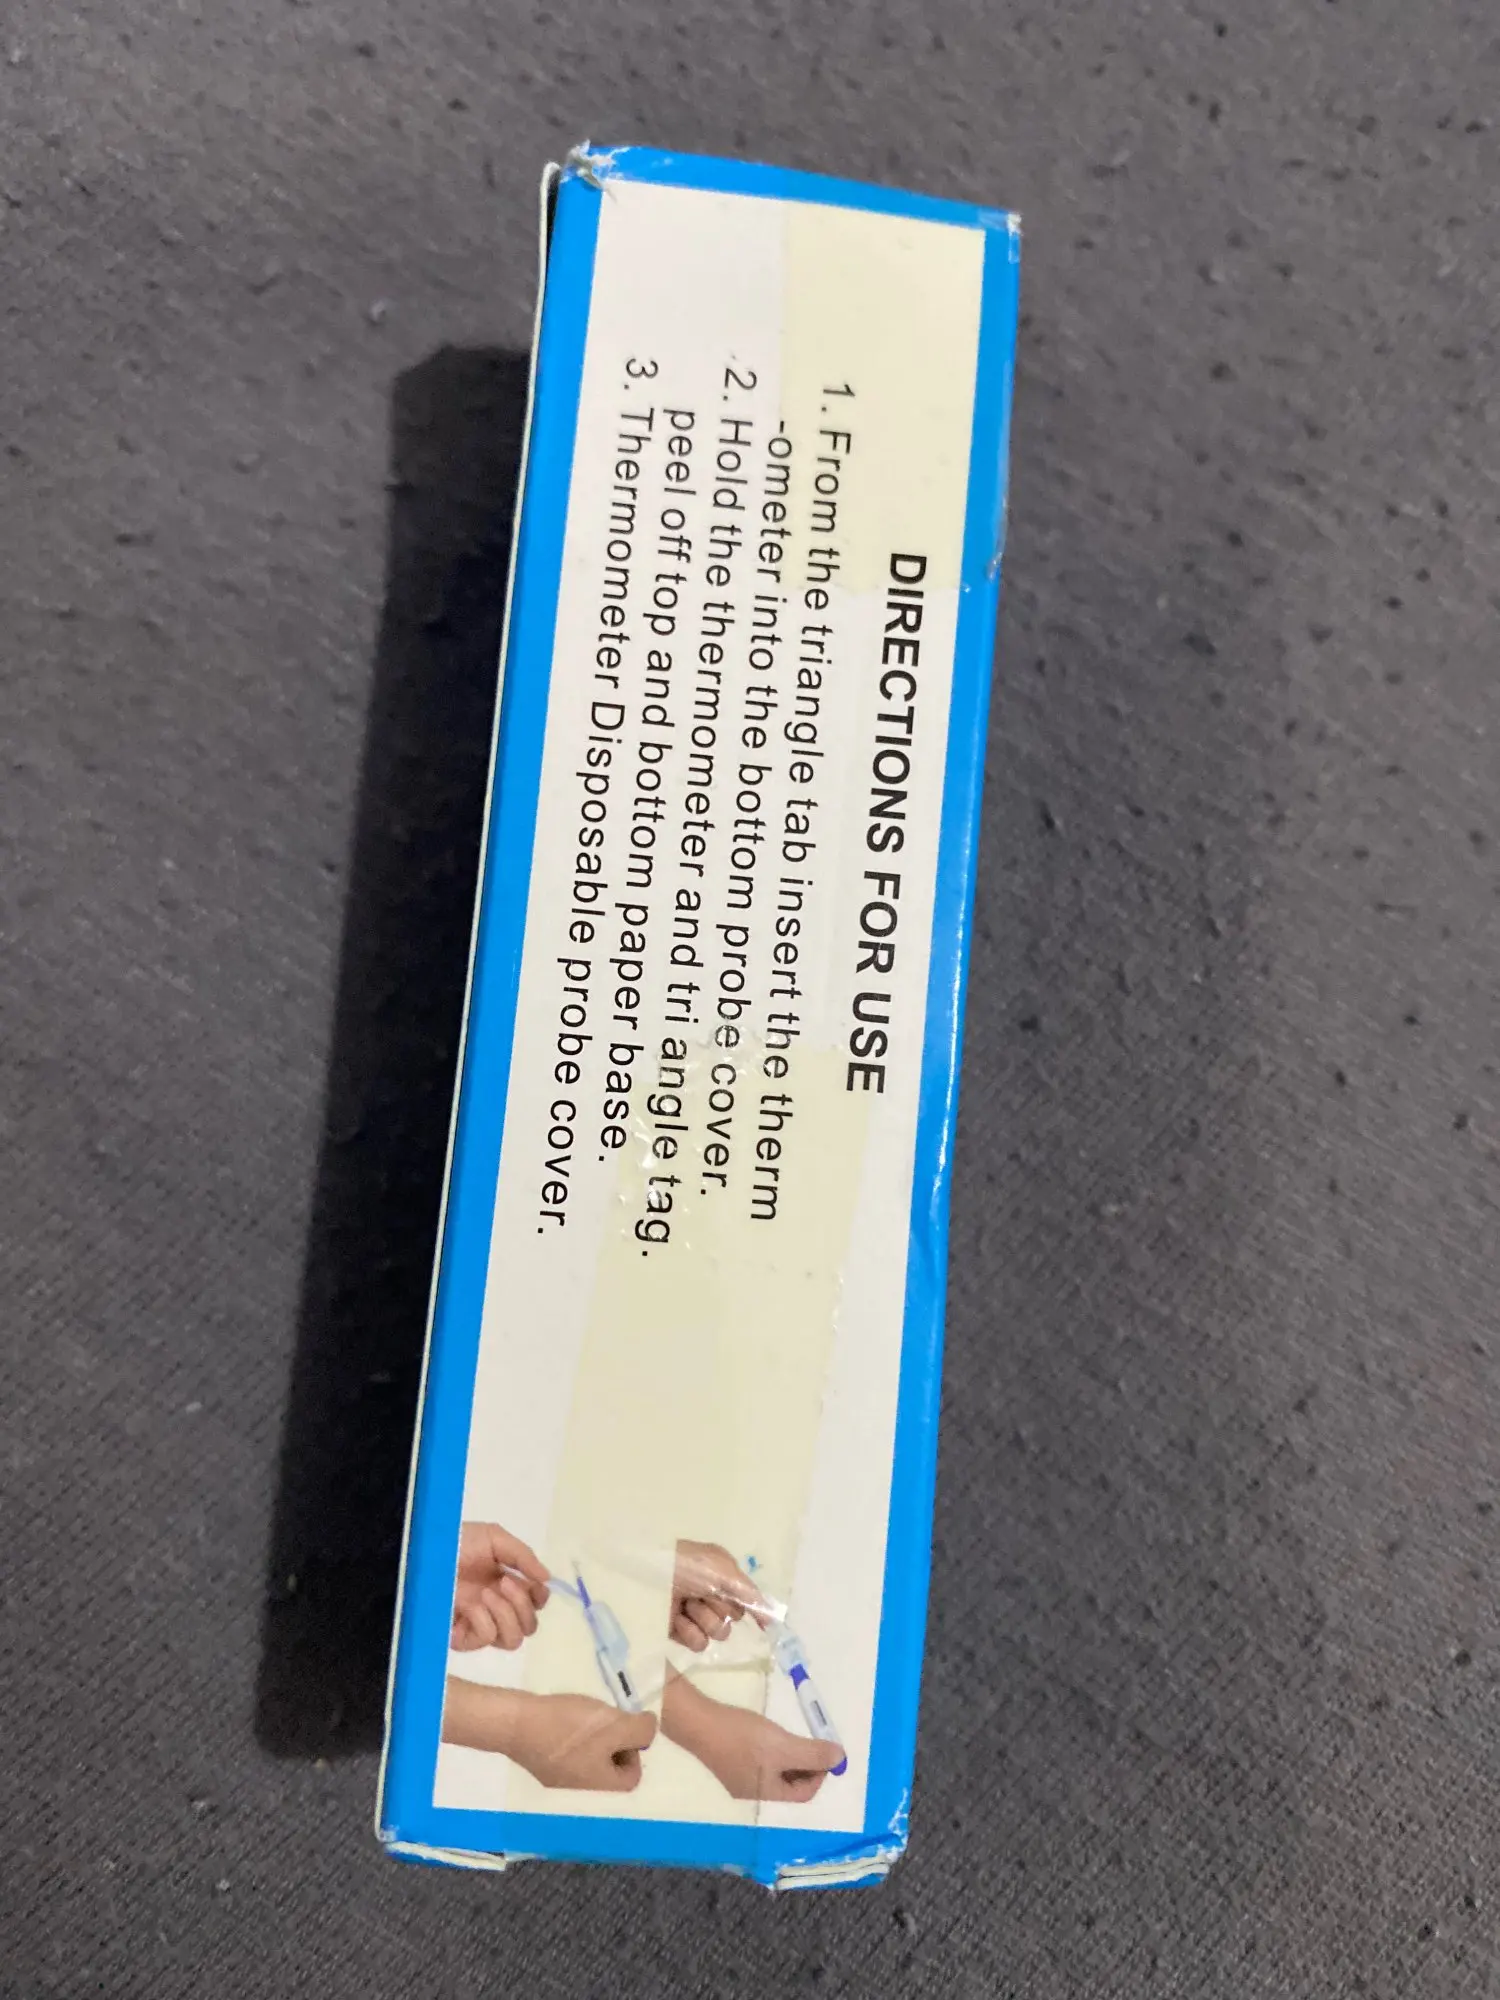 DIRECTIONS FOR USE
1. From the triangle tab insert the therm
-ometer into the bottom probe cover.
2. Hold the thermometer and tri angle tag.
peel off top and bottom paper base.
3. Thermometer Disposable probe cover.